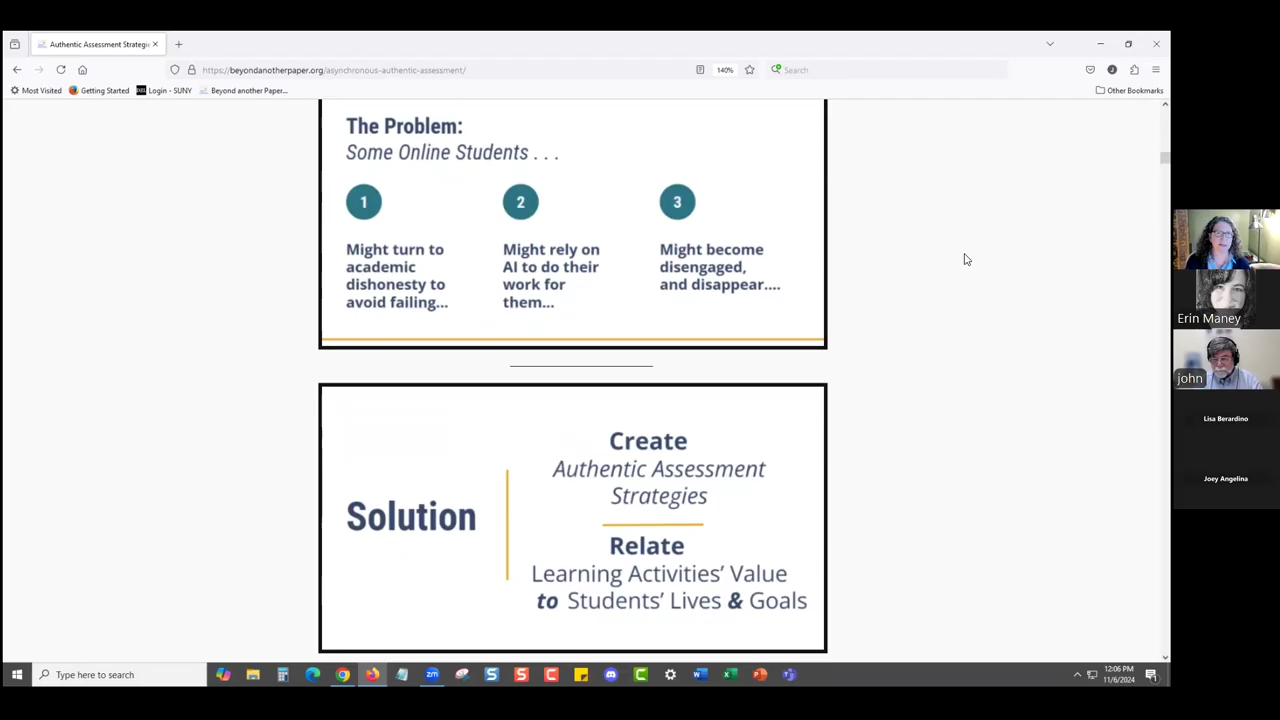 Authentic Assessment Strategi
https://beyondanotherpaper.org/asynchronous-authentic-assessment/
140%
Search
Most Visited
Getting Started
Login - SUNY
Beyond another Paper...
Other Bookmarks
The Problem:
Some Online Students . . .
1
2
3
Might turn to
academic
dishonesty to
avoid failing...
Might rely on
AI to do their
work for
them...
Might become
disengaged,
and disappear....
Solution
Create
Authentic Assessment
Strategies
Relate
Learning Activities' Value
to Students' Lives & Goals
Erin Maney
john
Lisa Berardino
Joey Angelina
Type here to search
12:06 PM
11/6/2024